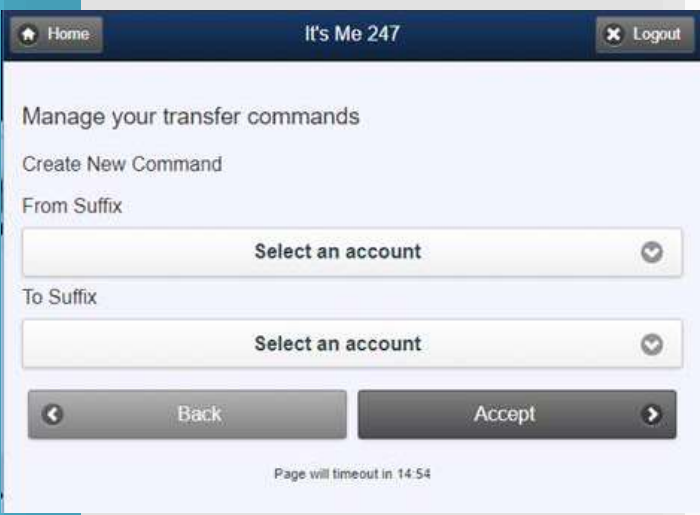 Home It's Me 247 Logout
Manage your transfer commands
Create New Command
From Suffix
Select an account
To Suffix
Select an account
Back Accept
Page will timeout in 14:54